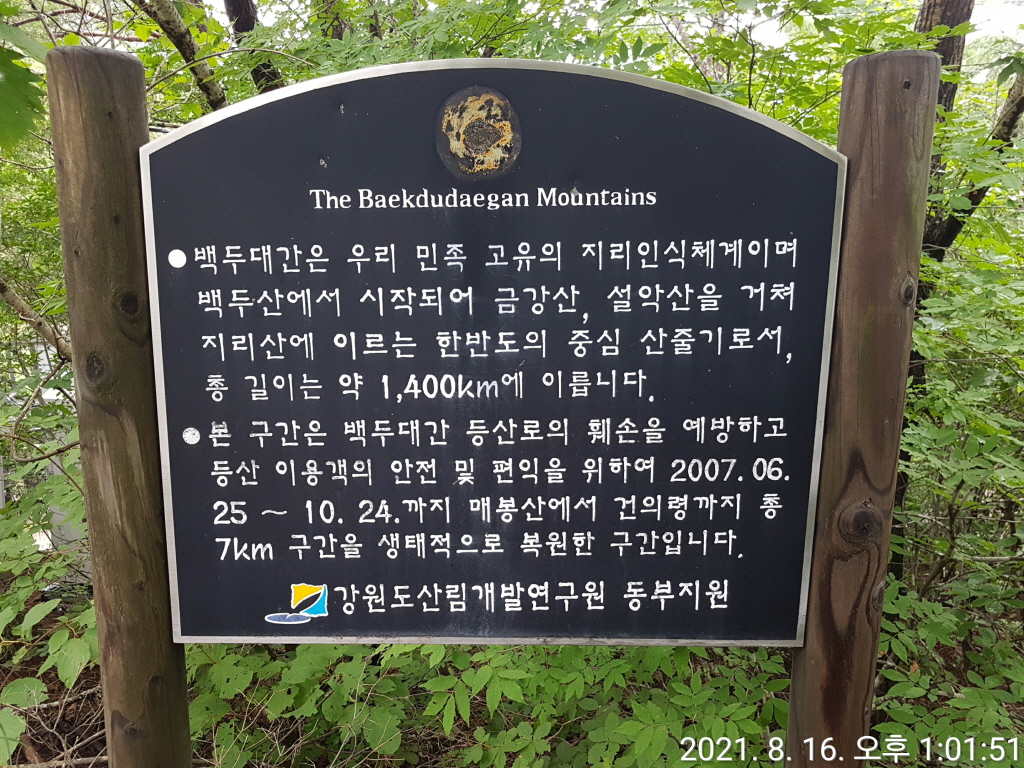 The Baekdudaegan Mountains
● 백두대간은 우리 민족 고유의 지리인식체계이며
백두산에서 시작되어 금강산, 설악산을 거쳐
지리산에 이르는 한반도의 중심 산줄기로서,
총 길이는 약 1,400km에 이릅니다.
● 본 구간은 백두대간 등산로의 훼손을 예방하고
등산 이용객의 안전 및 편익을 위하여 2007. 06.
25 ~ 10. 24.까지 매봉산에서 건의령까지 총
7km 구간을 생태적으로 복원한 구간입니다.
강원도산림개발연구원 동부지원
2021. 8. 16. 오후 1:01:51